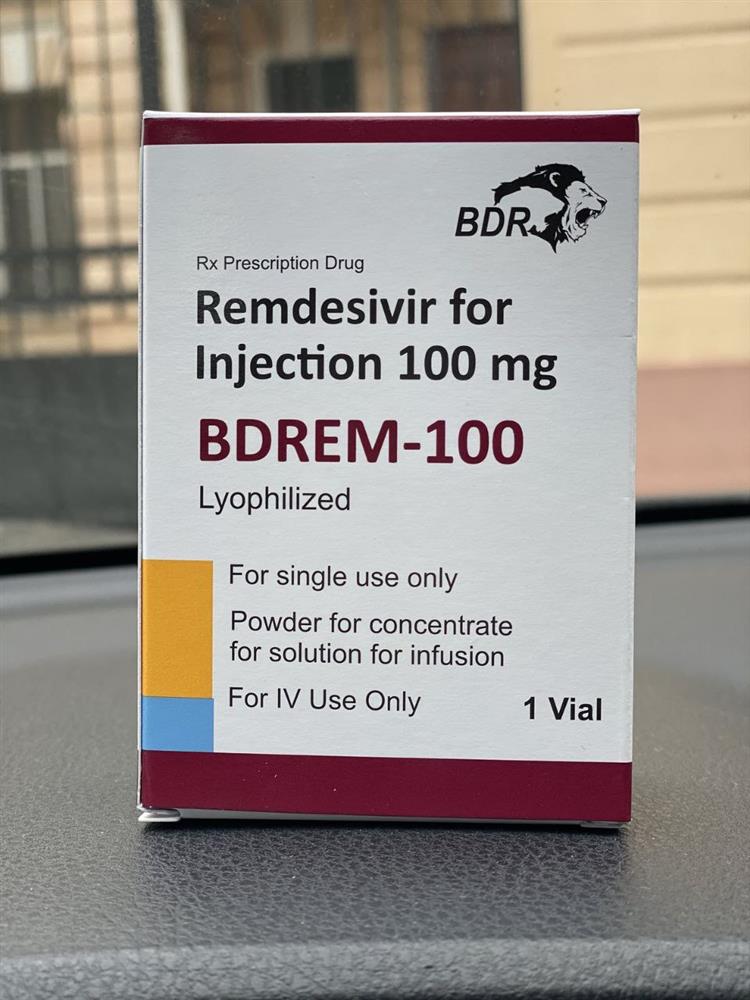 BDR
Rx Prescription Drug
Remdesivir for
Injection 100 mg
BDREM-100
Lyophilized
For single use only
Powder for concentrate
for solution for infusion
For IV Use Only
1 Vial